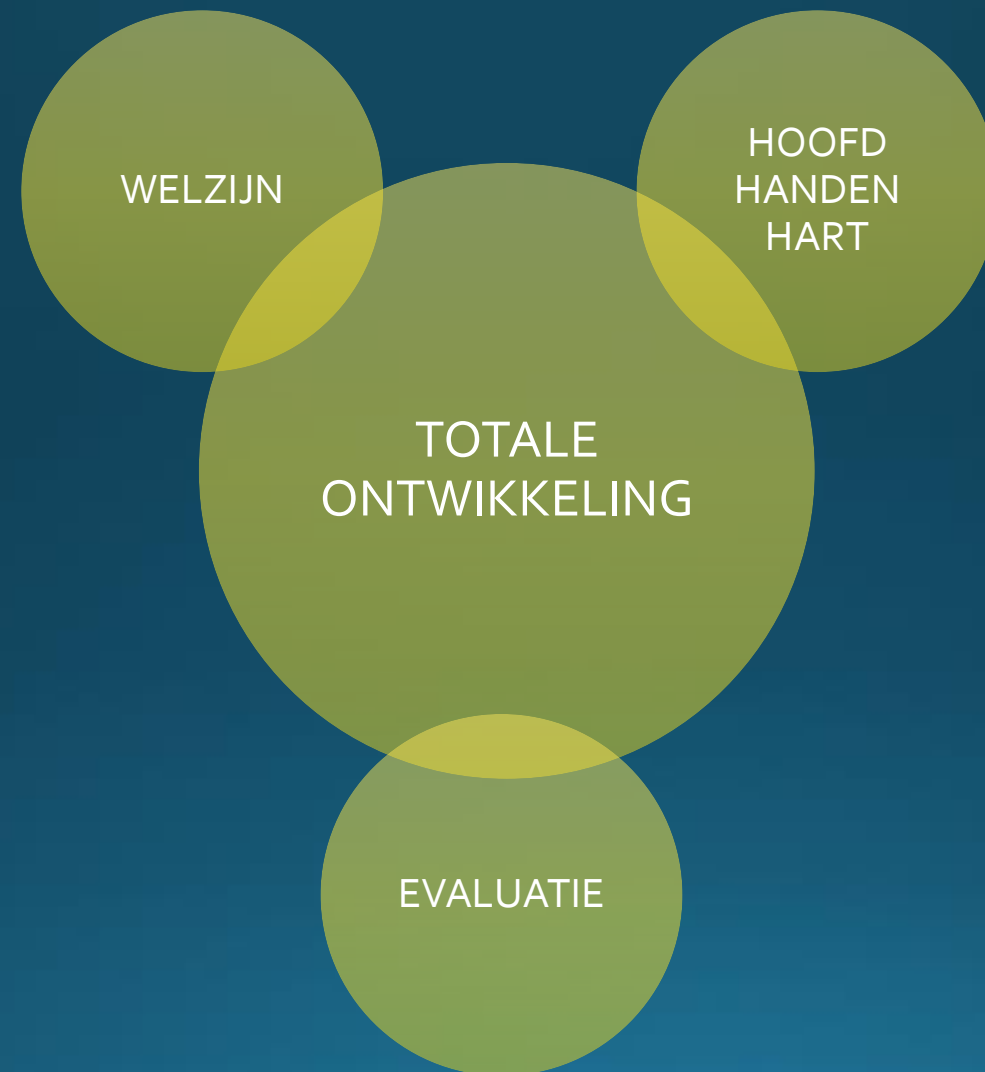 WELZIJN
HOOFD
HANDEN
HART
TOTALE
ONTWIKKELING
EVALUATIE